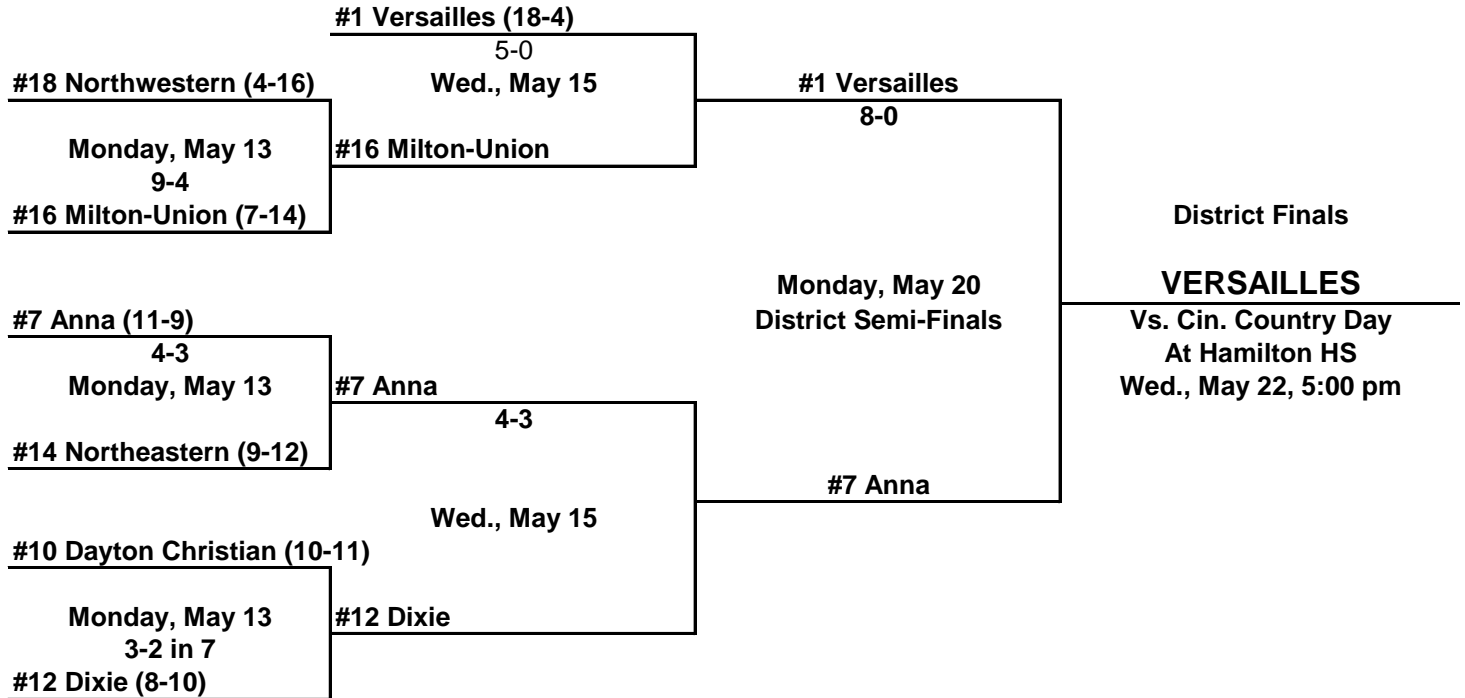 #1 Versailles (18-4)
5-0
#18 Northwestern (4-16)
Wed., May 15
#1 Versailles
8-0
Monday, May 13
#16 Milton-Union
9-4
#16 Milton-Union (7-14)
District Finals
Monday, May 20
VERSAILLES
#7 Anna (11-9)
District Semi-Finals
Vs. Cin. Country Day
4-3
At Hamilton HS
Monday, May 13
#7 Anna
Wed., May 22, 5:00 pm
4-3
#14 Northeastern (9-12)
#7 Anna
Wed., May 15
#10 Dayton Christian (10-11)
Monday, May 13
#12 Dixie
3-2 in 7
#12 Dixie (8-10)